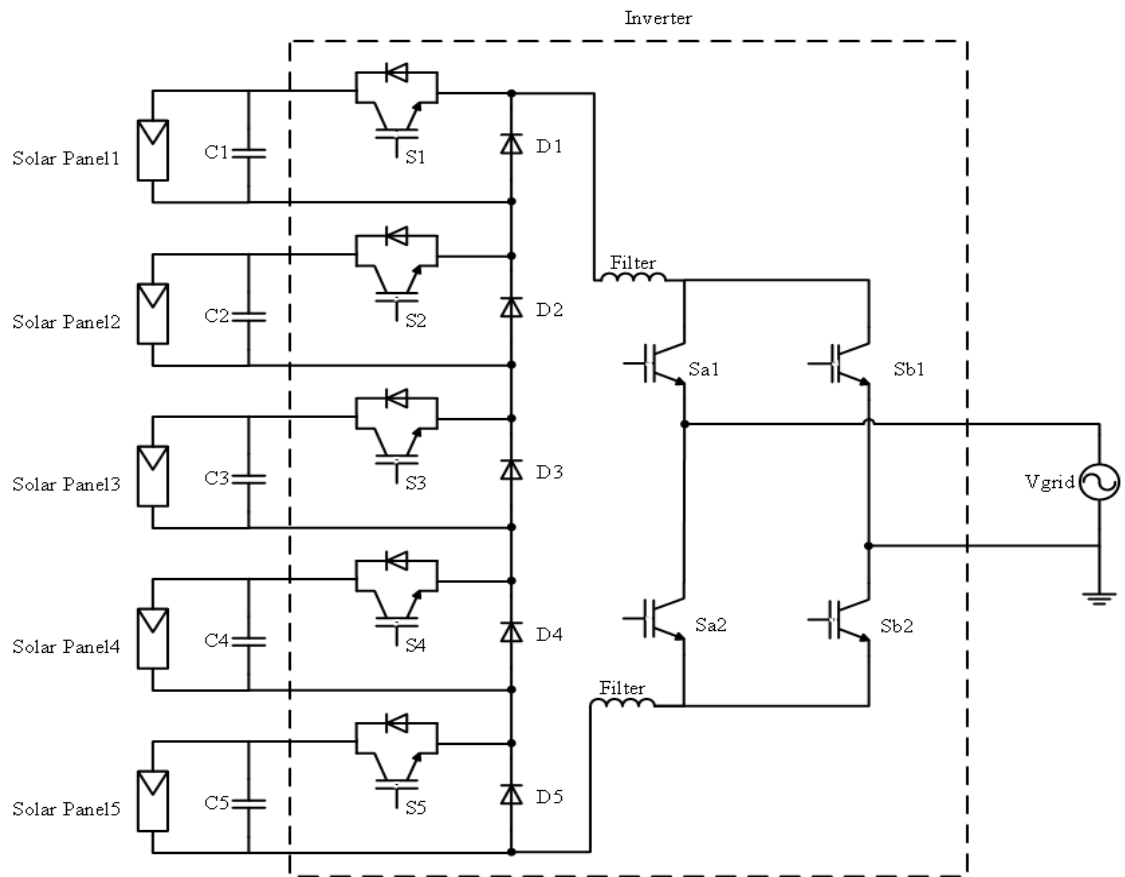 Inverter
Solar Panel1
C1
S1
D1
Solar Panel2
C2
S2
D2
Filter
Sa1
Sb1
Solar Panel3
C3
S3
D3
Vgrid
Solar Panel4
C4
S4
D4
Sa2
Sb2
Filter
Solar Panel5
C5
S5
D5